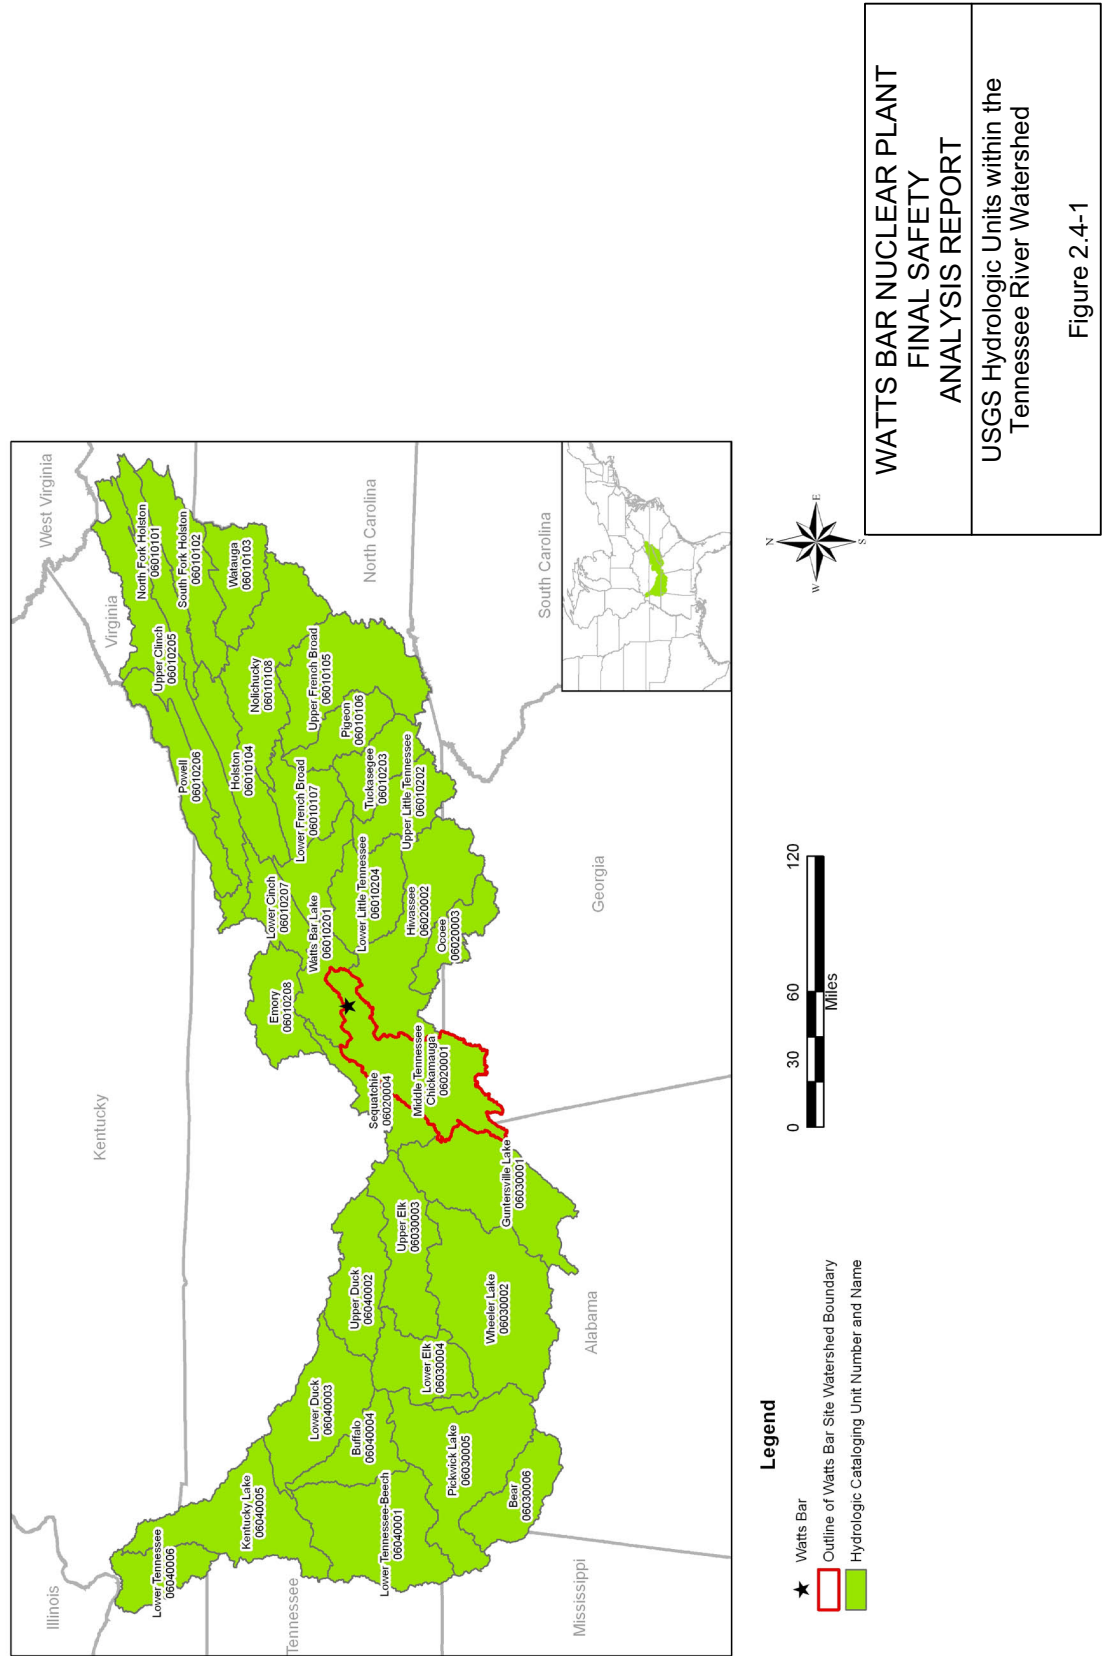 West Virginia
Virginia
Kentucky
Illinois
Tennessee
Mississippi
Alabama
Georgia
South Carolina
North Carolina
North Fork Holston
06010101
South Fork Holston
06010102
Watauga
06010103
Upper Clinch
06010205
Powell
06010206
Holston
06010104
Nolichucky
06010108
Upper French Broad
06010105
Pigeon
06010106
Lower French Broad
06010107
Tuckasegee
06010203
Upper Little Tennessee
06010202
Lower Cinch
06010207
Watts Bar Lake
06010201
Lower Little Tennessee
06010204
Hiwassee
06020002
Ocoee
06020003
Emory
06010208
Sequatchie
06020004
Middle Tennessee
Chickamauga
06020001
Guntersville Lake
06030001
Upper Elk
06030003
Upper Duck
06040002
Wheeler Lake
06030002
Lower Elk
06030004
Lower Duck
06040003
Buffalo
06040004
Pickwick Lake
06030005
Bear
06030006
Kentucky Lake
06040005
Lower Tennessee-Beech
06040001
Lower Tennessee
06040006
Legend
Watts Bar
Outline of Watts Bar Site Watershed Boundary
Hydrologic Cataloging Unit Number and Name
0 30 60 120
Miles
N
W E
S
WATTS BAR NUCLEAR PLANT
FINAL SAFETY
ANALYSIS REPORT
USGS Hydrologic Units within the
Tennessee River Watershed
Figure 2.4-1